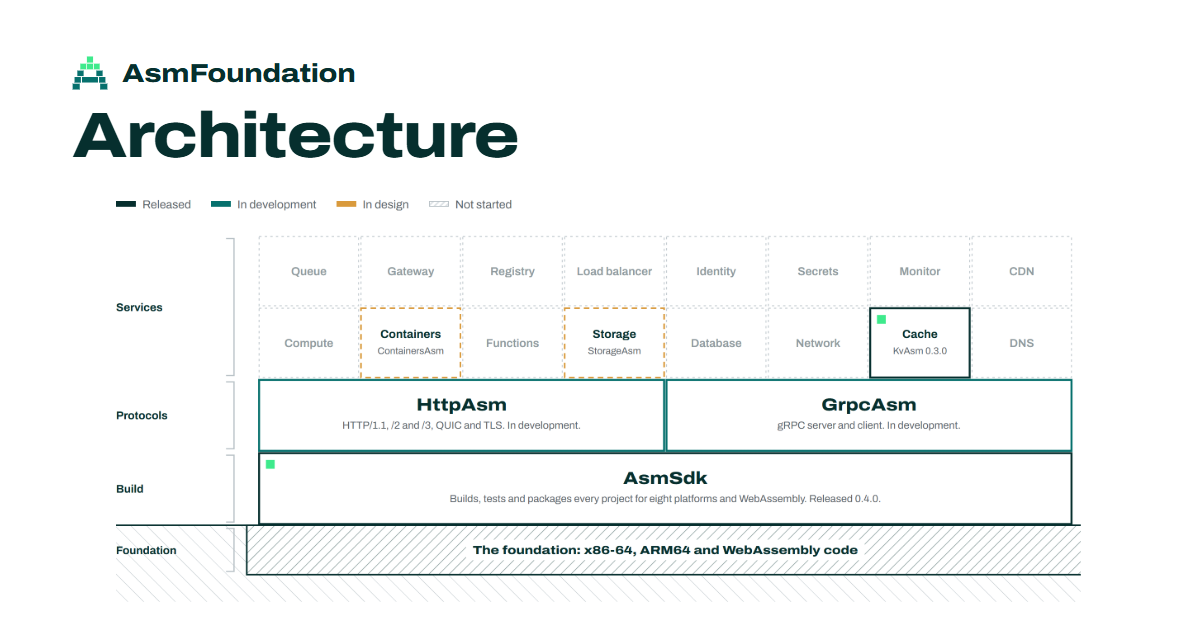 AsmFoundation
Architecture
Released In development In design Not started
Services
Queue Gateway Registry Load balancer Identity Secrets Monitor CDN
Compute Containers Functions Storage Database Network Cache DNS
ContainersAsm StorageAsm KvAsm 0.3.0
Protocols
HttpAsm GrpcAsm
HTTP/1.1, /2 and /3, QUIC and TLS. In development. gRPC server and client. In development.
Build
AsmSdk
Builds, tests and packages every project for eight platforms and WebAssembly. Released 0.4.0.
Foundation
The foundation: x86-64, ARM64 and WebAssembly code